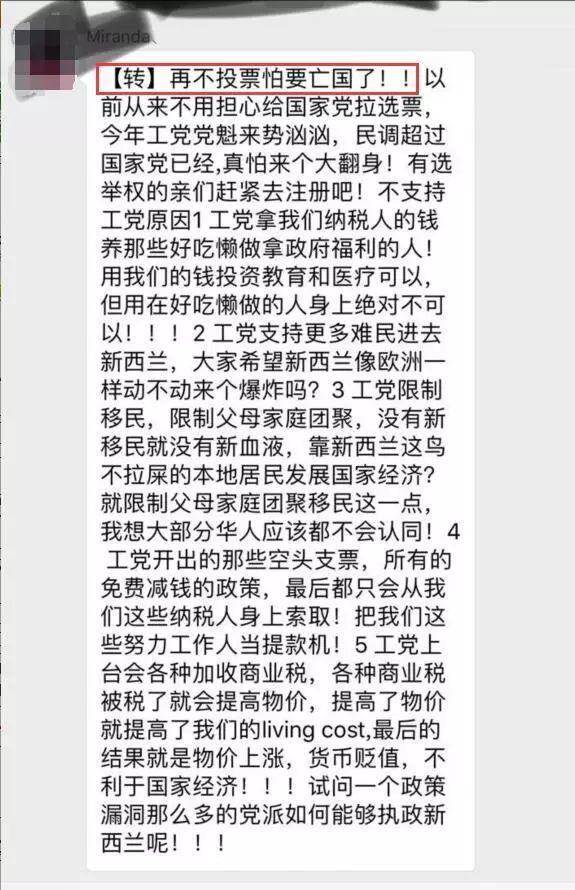 Miranda
【转】再不投票怕要亡国了！！以
前从来不用担心给国家党拉选票，
今年工党党魁来势汹汹，民调超过
国家党已经,真怕来个大翻身！有选
举权的亲们赶紧去注册吧！不支持
工党原因1 工党拿我们纳税人的钱
养那些好吃懒做拿政府福利的人！
用我们的钱投资教育和医疗可以，
但用在好吃懒做的人身上绝对不可
以！！！2 工党支持更多难民进去
新西兰，大家希望新西兰像欧洲一
样动不动来个爆炸吗？3 工党限制
移民，限制父母家庭团聚，没有新
移民就没有新血液，靠新西兰这鸟
不拉屎的本地居民发展国家经济？
就限制父母家庭团聚移民这一点，
我想大部分华人应该都不会认同！4
工党开出的那些空头支票，所有的
免费减钱的政策，最后都只会从我
们这些纳税人身上索取！把我们这
些努力工作人当提款机！5 工党上
台会各种加收商业税，各种商业税
被税了就会提高物价，提高了物价
就提高了我们的living cost,最后的
结果就是物价上涨，货币贬值，不
利于国家经济！！！试问一个政策
漏洞那么多的党派如何能够执政新
西兰呢！！！